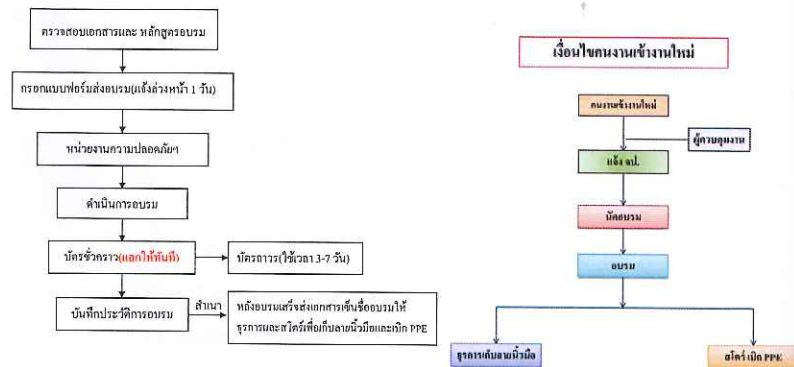 ตรวจสอบเอกสารและ หลักสูตรอบรม
กรอกแบบฟอร์มส่งอบรม(แจ้งล่วงหน้า 1 วัน)
หน่วยงานความปลอดภัยฯ
ดำเนินการอบรม
บัตรชั่วคราว(แลกให้ทันที)
บัตรถาวร(ใช้เวลา 3-7 วัน)
บันทึกประวัติการอบรม
สำเนา
หลังอบรมเสร็จส่งเอกสารเซ็นชื่ออบรมให้
ธุรการและสโตร์เพื่อเก็บลายนิ้วมือและเบิก PPE
เงื่อนไขคนงานเข้างานใหม่
คนงานเข้างานใหม่
ผู้ควบคุมงาน
แจ้ง จป.
นัดอบรม
อบรม
ธุรการเก็บลายนิ้วมือ
สโตร์ เบิก PPE